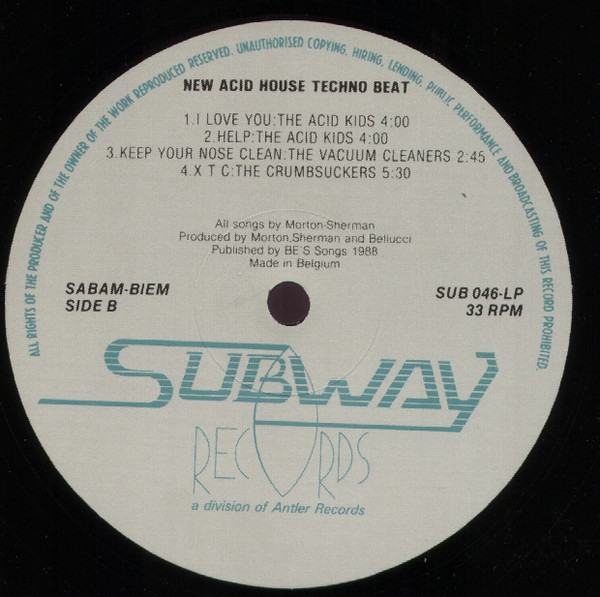 ALL RIGHTS OF THE PRODUCER AND OF THE OWNER OF THE WORK REPRODUCED RESERVED. UNAUTHORISED COPYING, HIRING, LENDING, PUBLIC PERFORMANCE AND BROADCASTING OF THIS RECORD PROHIBITED.
NEW ACID HOUSE TECHNO BEAT
1.I LOVE YOU:THE ACID KIDS 4:00
2.HELP:THE ACID KIDS 4:00
3.KEEP YOUR NOSE CLEAN:THE VACUUM CLEANERS 2:45
4.X T C:THE CRUMBSUCKERS 5:30
All songs by Morton-Sherman
Produced by Morton,Sherman and Bellucci
Published by BE'S Songs 1988
Made in Belgium
SABAM-BIEM
SIDE B
SUB 046-LP
33 RPM
SUBWAY
RECORDS
a division of Antler Records